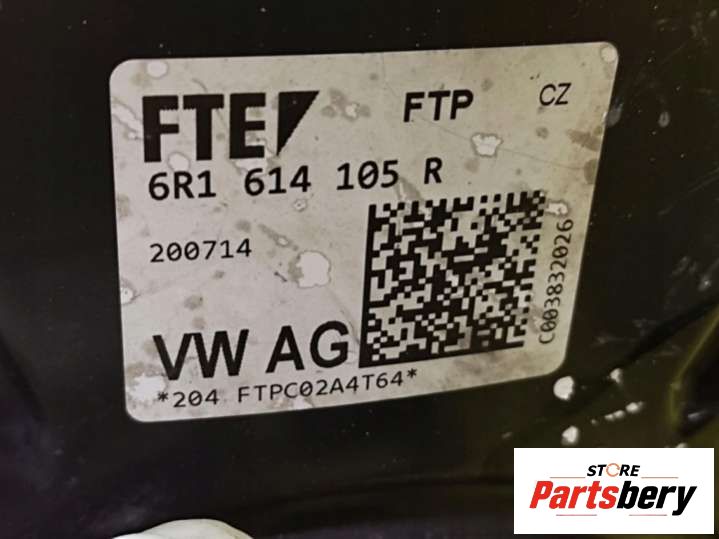 FTE FTP CZ
6R1 614 105 R
200714
C003832026
VW AG
*204 FTPC02A4T64*
STORE
Partsbery